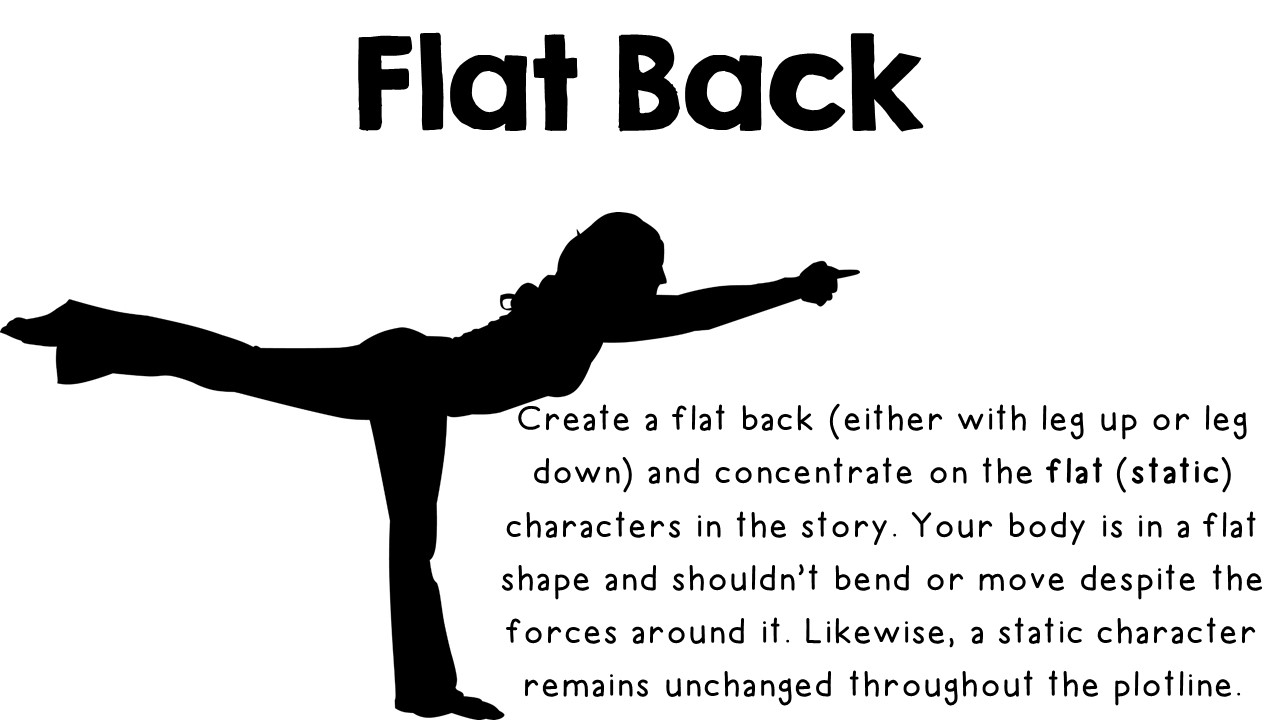 Flat Back
Create a flat back (either with leg up or leg
down) and concentrate on the flat (static)
characters in the story. Your body is in a flat
shape and shouldn't bend or move despite the
forces around it. Likewise, a static character
remains unchanged throughout the plotline.